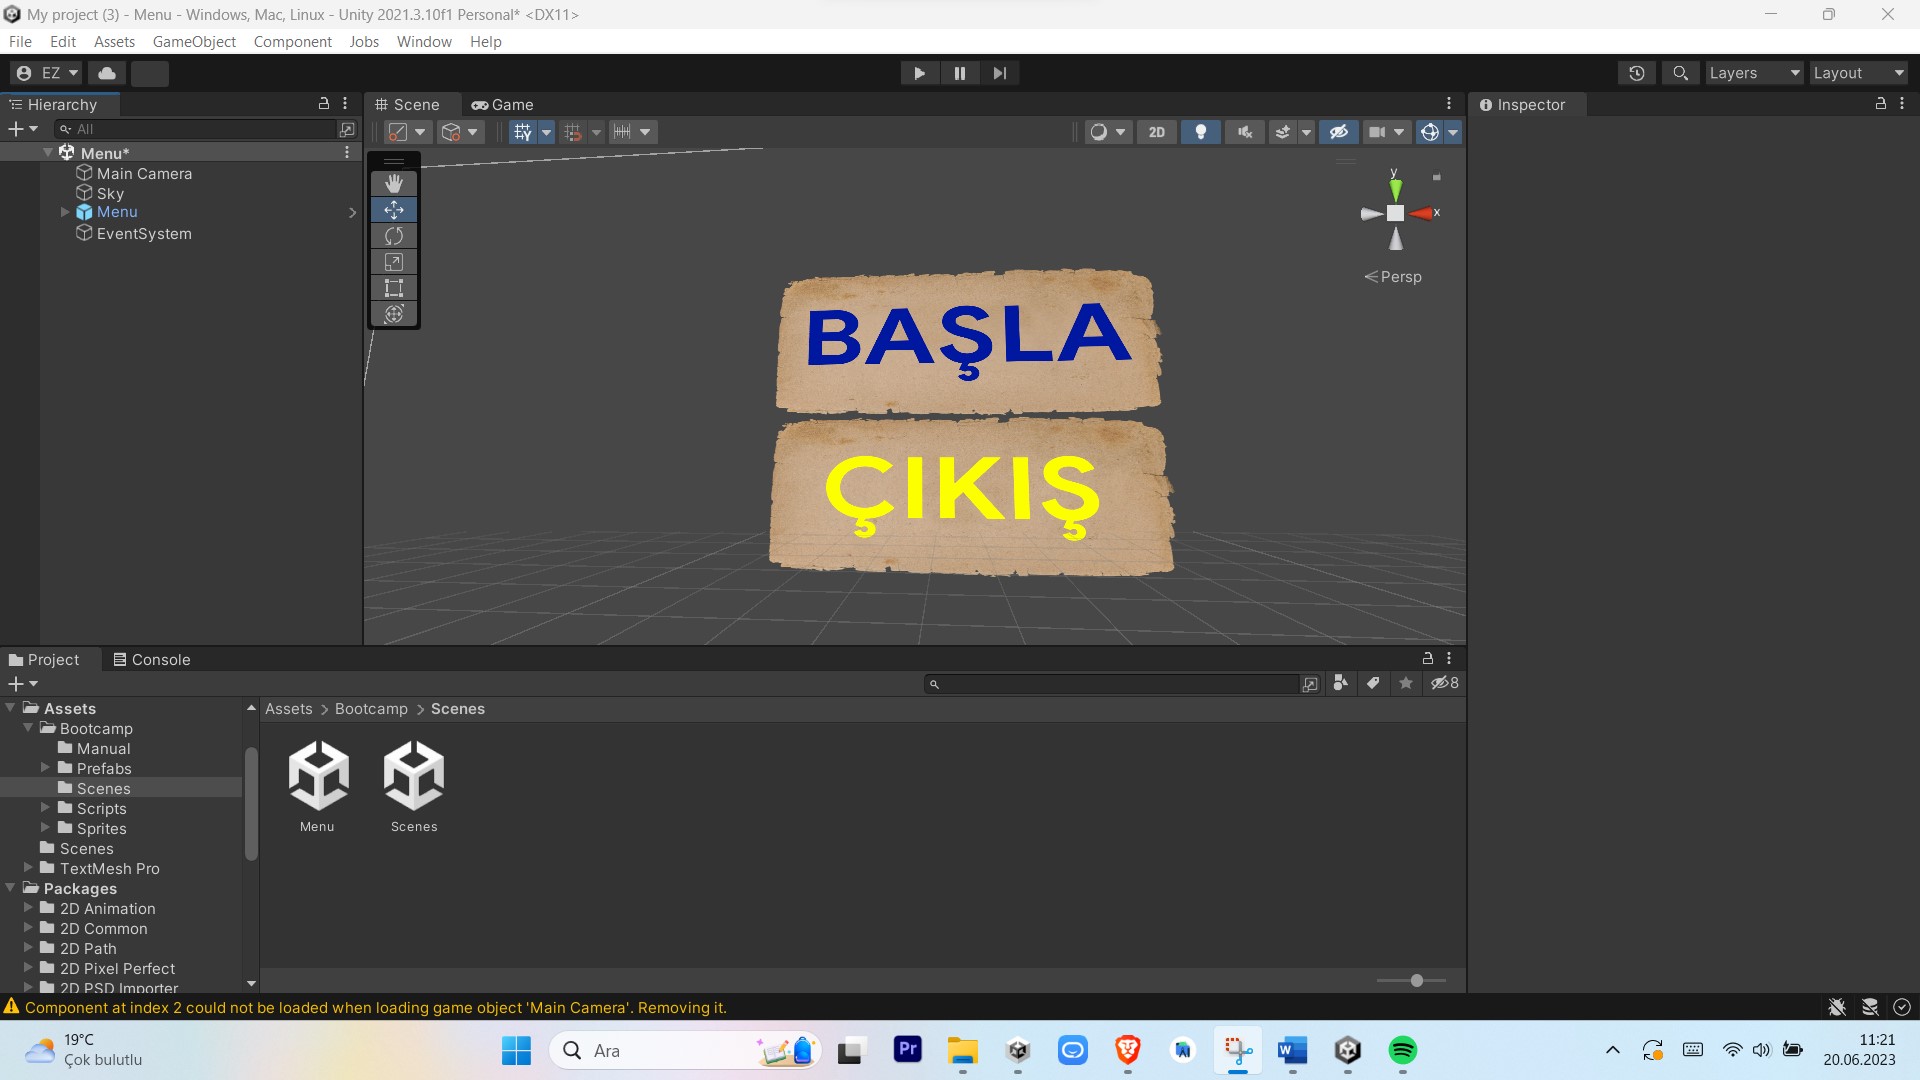 My project (3) - Menu - Windows, Mac, Linux - Unity 2021.3.10f1 Personal* <DX11>
File Edit Assets GameObject Component Jobs Window Help
EZ
Layers Layout
Hierarchy
All
Menu*
Main Camera
Sky
Menu
EventSystem
Scene Game
2D
y
x
Persp
BAŞLA
ÇIKIŞ
Inspector
Project Console
8
Assets
Bootcamp
Manual
Prefabs
Scenes
Scripts
Sprites
Scenes
TextMesh Pro
Packages
2D Animation
2D Common
2D Path
2D Pixel Perfect
2D PSD Importer
Assets > Bootcamp > Scenes
Menu Scenes
Component at index 2 could not be loaded when loading game object 'Main Camera'. Removing it.
19°C
Çok bulutlu
Ara
Pr
W
11:21
20.06.2023